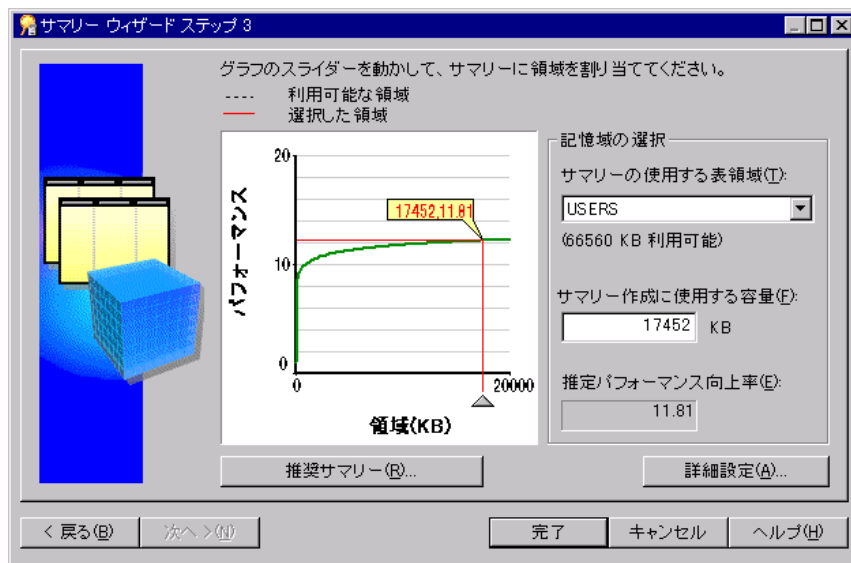 サマリー ウィザード ステップ 3
グラフのスライダーを動かして、サマリーに領域を割り当ててください。
利用可能な領域
選択した領域
20
10
0
パフォーマンス
17452,11.81
0
20000
領域(KB)
記憶域の選択
サマリーの使用する表領域(T):
USERS
(66560 KB 利用可能)
サマリー作成に使用する容量(F):
17452 KB
推定パフォーマンス向上率(E):
11.81
推奨サマリー(R)...
詳細設定(A)...
< 戻る(B)
次へ >(N)
完了
キャンセル
ヘルプ(H)